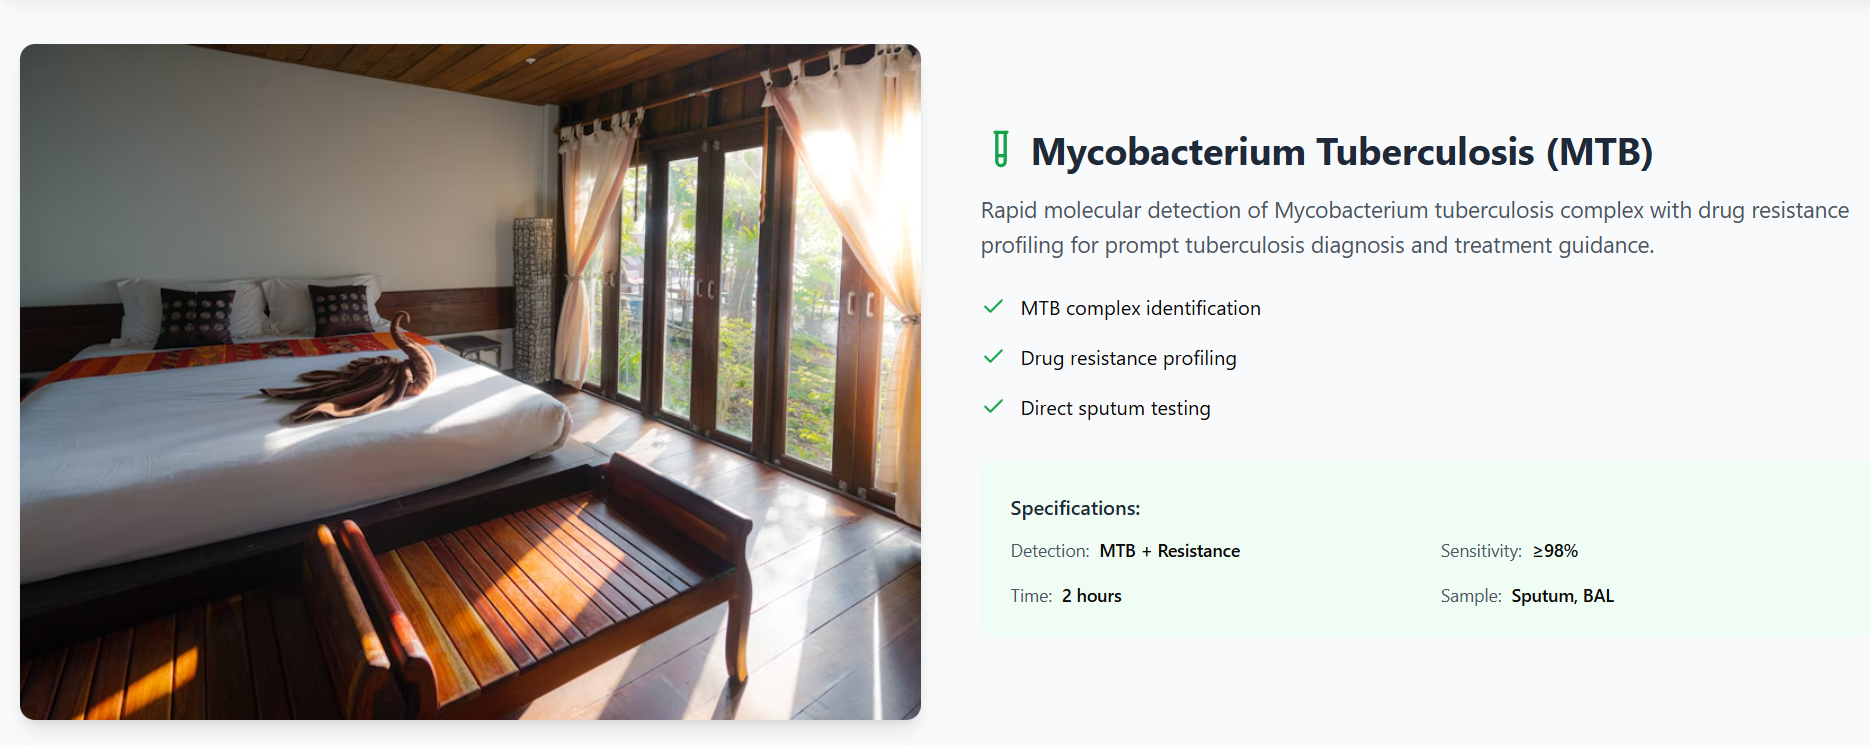 Mycobacterium Tuberculosis (MTB)
Rapid molecular detection of Mycobacterium tuberculosis complex with drug resistance
profiling for prompt tuberculosis diagnosis and treatment guidance.
MTB complex identification
Drug resistance profiling
Direct sputum testing
Specifications:
Detection: MTB + Resistance
Sensitivity: ≥98%
Time: 2 hours
Sample: Sputum, BAL